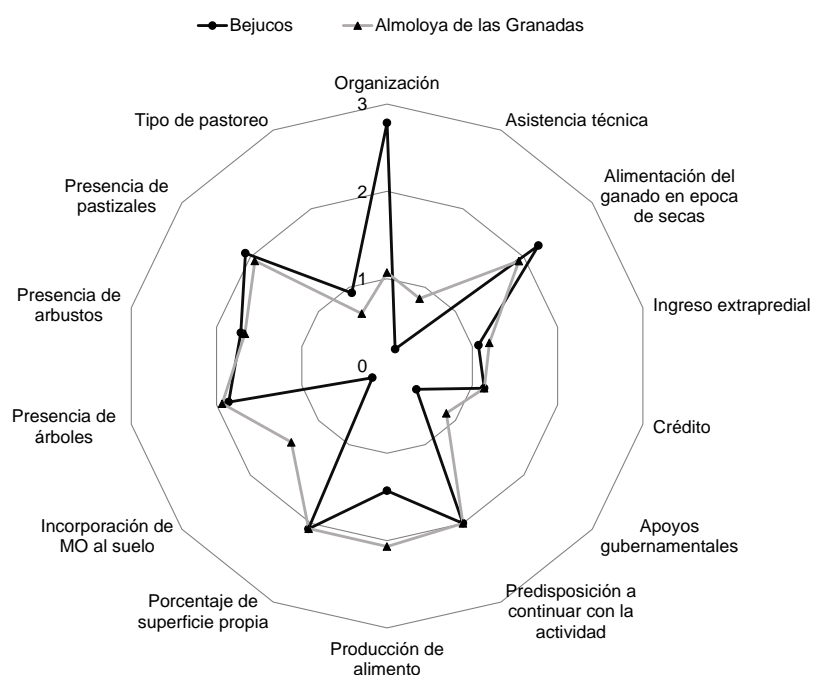 Bejucos
Almoloya de las Granadas
Organización
3
Asistencia técnica
Tipo de pastoreo
Alimentación del
ganado en epoca
de secas
Presencia de
pastizales
2
Ingreso extrapredial
Presencia de
arbustos
1
0
Crédito
Presencia de
árboles
Apoyos
gubernamentales
Incorporación de
MO al suelo
Predisposición a
continuar con la
actividad
Porcentaje de
superficie propia
Producción de
alimento